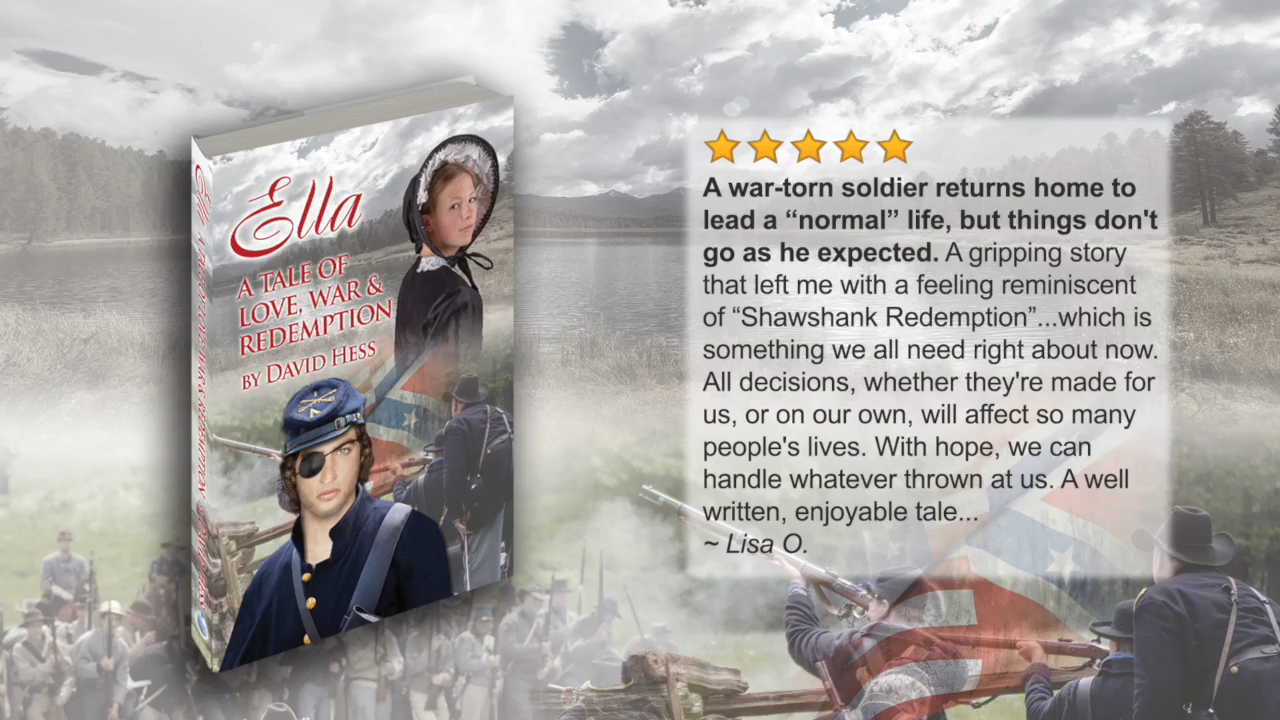 Ella
A TALE OF
LOVE, WAR &
REDEMPTION
BY DAVID HESS
A war-torn soldier returns home to
lead a “normal” life, but things don't
go as he expected. A gripping story
that left me with a feeling reminiscent
of “Shawshank Redemption”...which is
something we all need right about now.
All decisions, whether they're made for
us, or on our own, will affect so many
people's lives. With hope, we can
handle whatever thrown at us. A well
written, enjoyable tale...
~ Lisa O.